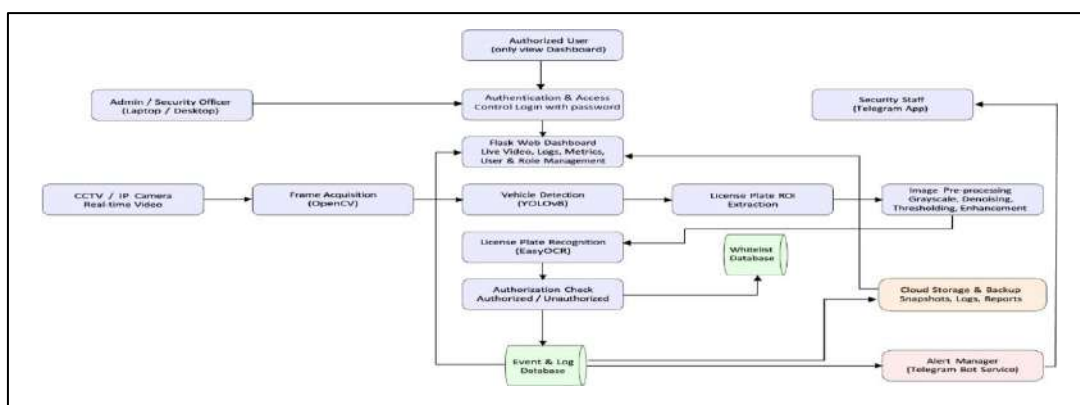 Authorized User
(only view Dashboard)
Admin / Security Officer
(Laptop / Desktop)
Authentication & Access
Control Login with password
Security Staff
(Telegram App)
Flask Web Dashboard
Live Video, Logs, Metrics,
User & Role Management
CCTV / IP Camera
Real-time Video
Frame Acquisition
(OpenCV)
Vehicle Detection
(YOLOv8)
License Plate ROI
Extraction
Image Pre-processing
Grayscale, Denoising,
Thresholding, Enhancement
License Plate Recognition
(EasyOCR)
Whitelist
Database
Authorization Check
Authorized / Unauthorized
Cloud Storage & Backup
Snapshots, Logs, Reports
Event & Log
Database
Alert Manager
(Telegram Bot Service)